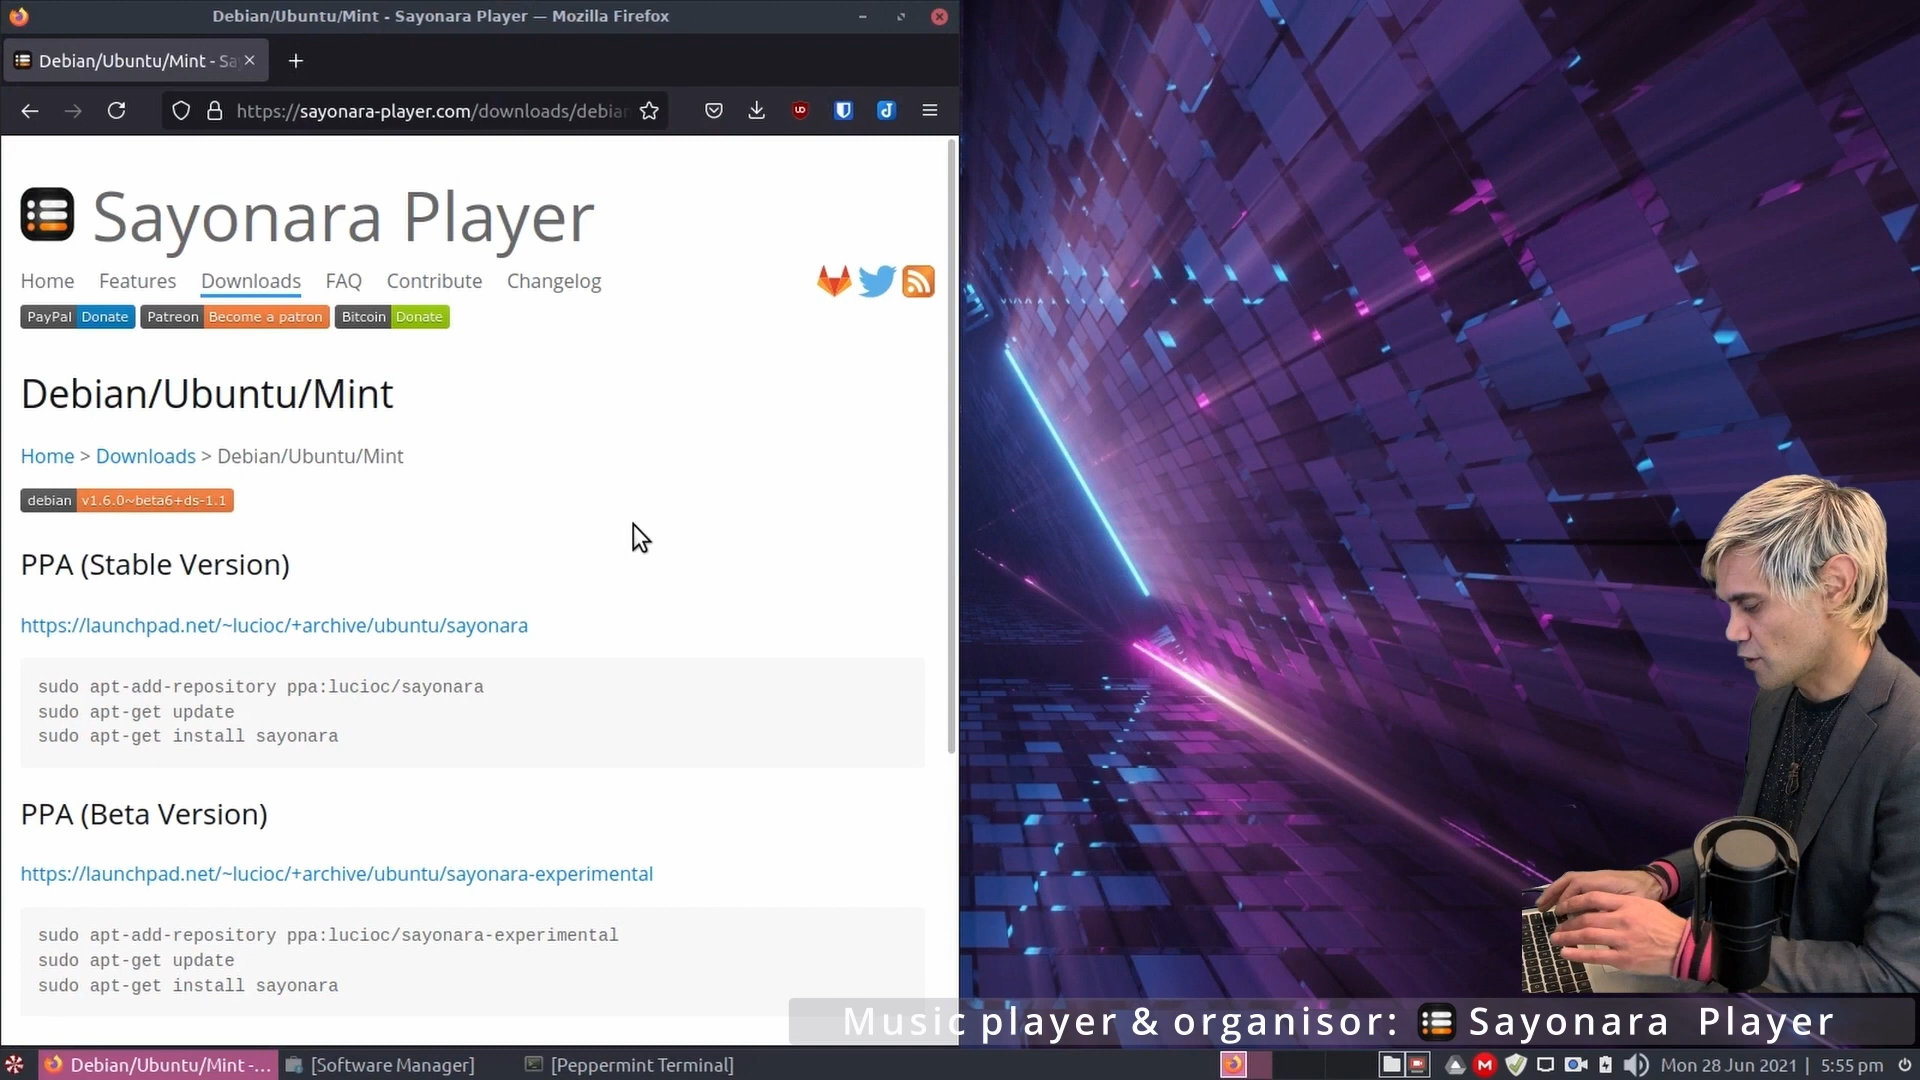 Debian/Ubuntu/Mint - Sayonara Player — Mozilla Firefox
Debian/Ubuntu/Mint - Sa
https://sayonara-player.com/downloads/debian
Sayonara Player
Home Features Downloads FAQ Contribute Changelog
PayPal Donate Patreon Become a patron Bitcoin Donate
Debian/Ubuntu/Mint
Home > Downloads > Debian/Ubuntu/Mint
debian v1.6.0~beta6+ds-1.1
PPA (Stable Version)
https://launchpad.net/~lucioc/+archive/ubuntu/sayonara
sudo apt-add-repository ppa:lucioc/sayonara
sudo apt-get update
sudo apt-get install sayonara
PPA (Beta Version)
https://launchpad.net/~lucioc/+archive/ubuntu/sayonara-experimental
sudo apt-add-repository ppa:lucioc/sayonara-experimental
sudo apt-get update
sudo apt-get install sayonara
Music player & organisor: Sayonara Player
Debian/Ubuntu/Mint -... [Software Manager] [Peppermint Terminal] Mon 28 Jun 2021 | 5:55 pm